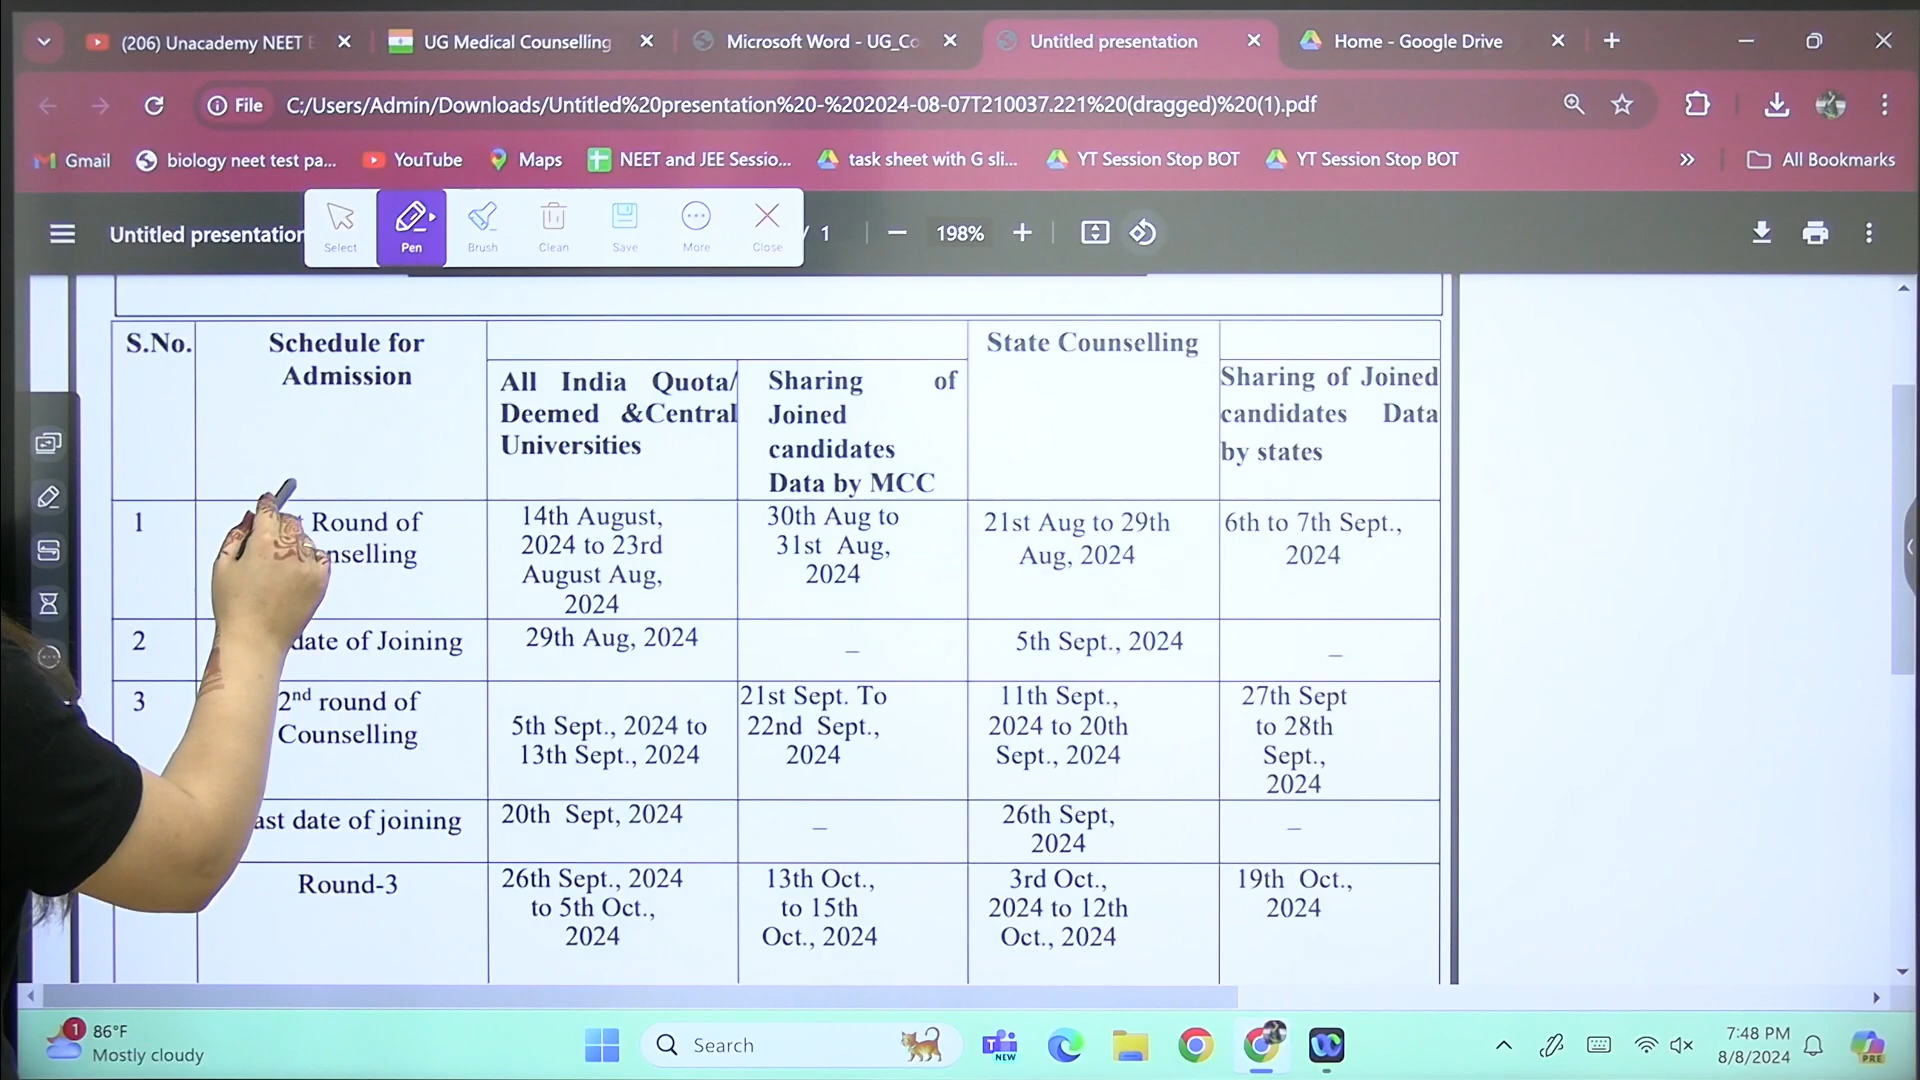 (206) Unacademy NEET E
UG Medical Counselling
Microsoft Word - UG_Co
Untitled presentation
Home - Google Drive
File
C:/Users/Admin/Downloads/Untitled%20presentation%20-%202024-08-07T210037.221%20(dragged)%20(1).pdf
Gmail
biology neet test pa...
YouTube
Maps
NEET and JEE Sessio...
task sheet with G sli...
YT Session Stop BOT
YT Session Stop BOT
»
All Bookmarks
Untitled presentation
Select
Pen
Brush
Clean
Save
More
Close
/ 1
198%
S.No.
Schedule for
Admission
All India Quota/
Deemed &Central
Universities
Sharing of
Joined
candidates
Data by MCC
State Counselling
Sharing of Joined
candidates Data
by states
1
Round of
nselling
14th August,
2024 to 23rd
August Aug,
2024
30th Aug to
31st Aug,
2024
21st Aug to 29th
Aug, 2024
6th to 7th Sept.,
2024
2
date of Joining
29th Aug, 2024
_
5th Sept., 2024
_
3
2nd round of
Counselling
5th Sept., 2024 to
13th Sept., 2024
21st Sept. To
22nd Sept.,
2024
11th Sept.,
2024 to 20th
Sept., 2024
27th Sept
to 28th
Sept.,
2024
ast date of joining
20th Sept, 2024
_
26th Sept,
2024
_
Round-3
26th Sept., 2024
to 5th Oct.,
2024
13th Oct.,
to 15th
Oct., 2024
3rd Oct.,
2024 to 12th
Oct., 2024
19th Oct.,
2024
1
86°F
Mostly cloudy
Search
T
NEW
7:48 PM
8/8/2024
PRE